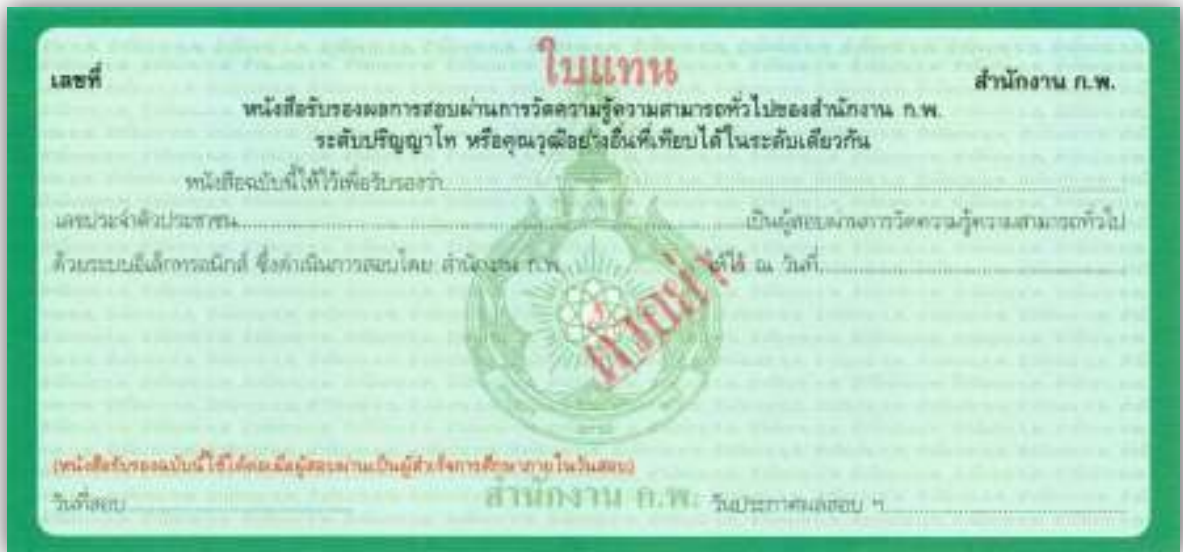 ใบแทน
เลขที่ สำนักงาน ก.พ.
หนังสือรับรองผลการสอบผ่านการวัดความรู้ความสามารถทั่วไปของสำนักงาน ก.พ.
ระดับปริญญาโท หรือคุณวุฒิอย่างอื่นที่เทียบได้ในระดับเดียวกัน
หนังสือฉบับนี้ให้ไว้เพื่อรับรองว่า
เลขประจำตัวประชาชน เป็นผู้สอบผ่านการวัดความรู้ความสามารถทั่วไป
ด้วยระบบอิเล็กทรอนิกส์ ซึ่งดำเนินการสอบโดย สำนักงาน ก.พ. ให้ไว้ ณ วันที่
ตัวอย่าง
(หนังสือรับรองฉบับนี้ใช้ได้ต่อเมื่อผู้สอบผ่านเป็นผู้สำเร็จการศึกษาภายในวันสอบ)
สำนักงาน ก.พ.
วันที่สอบ วันประกาศผลสอบ ฯ